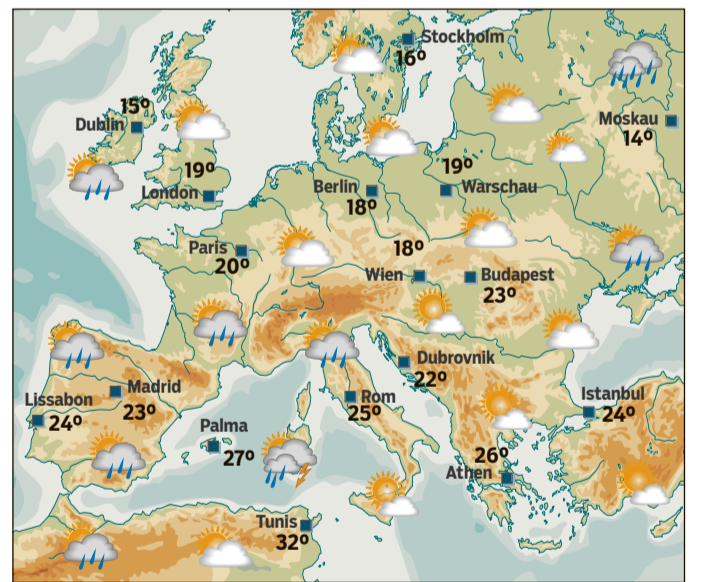 Stockholm
16°
15°
Dublin
Moskau
14°
19°
London
Berlin
18°
19°
Warschau
Paris
20°
18°
Wien
Budapest
23°
Dubrovnik
22°
Lissabon
24°
Madrid
23°
Rom
25°
Istanbul
24°
Palma
27°
26°
Athen
Tunis
32°